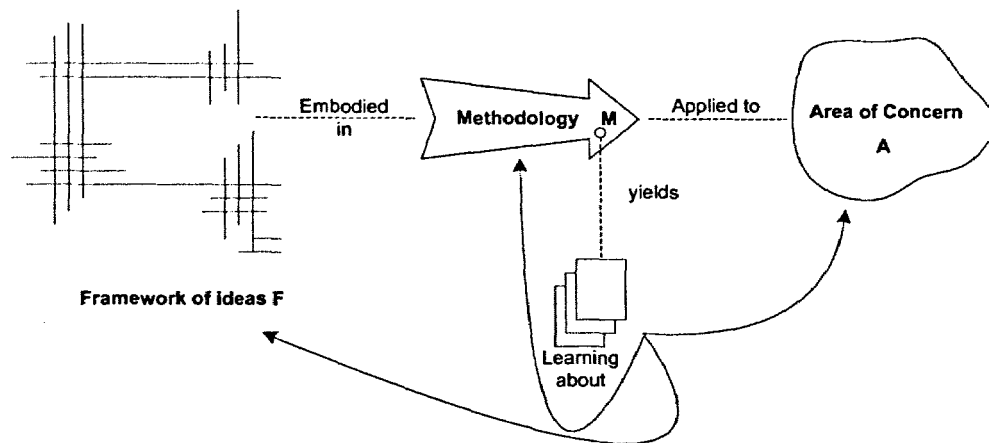 Embodied
in
Methodology M
Applied to
Area of Concern
A
yields
Framework of ideas F
Learning
about